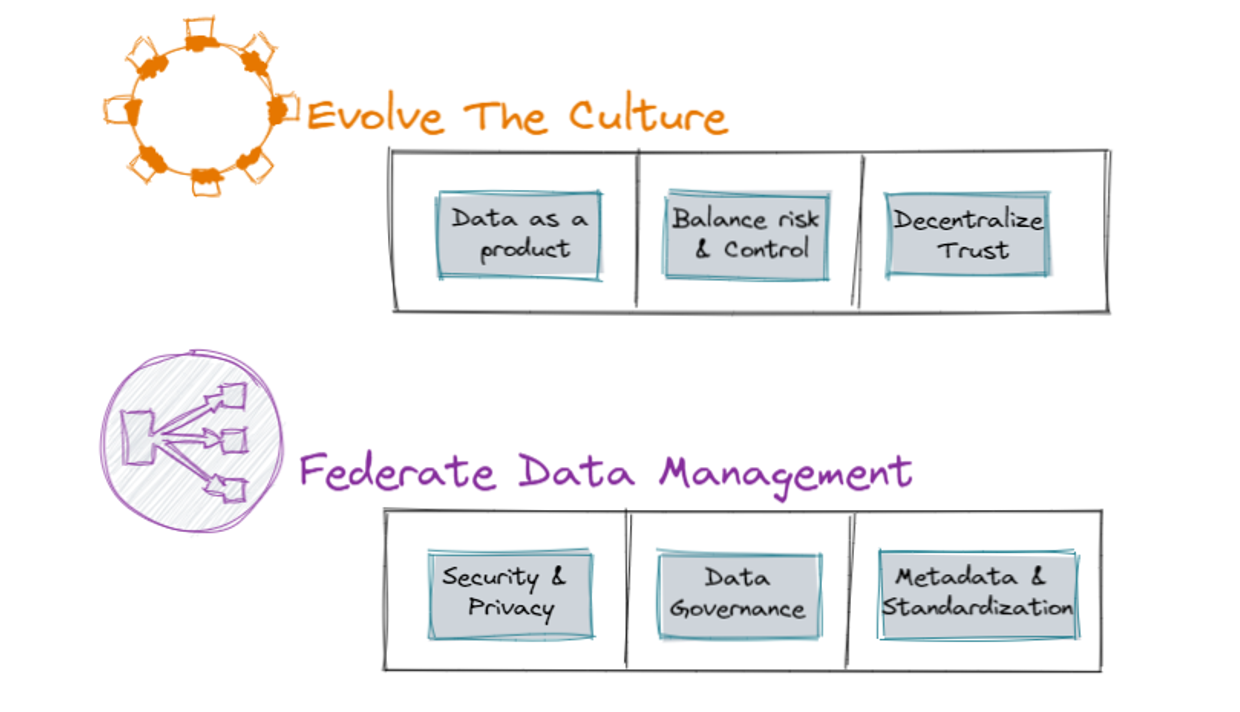 Evolve The Culture
Data as a
product
Balance risk
& Control
Decentralize
Trust
Federate Data Management
Security &
Privacy
Data
Governance
Metadata &
Standardization